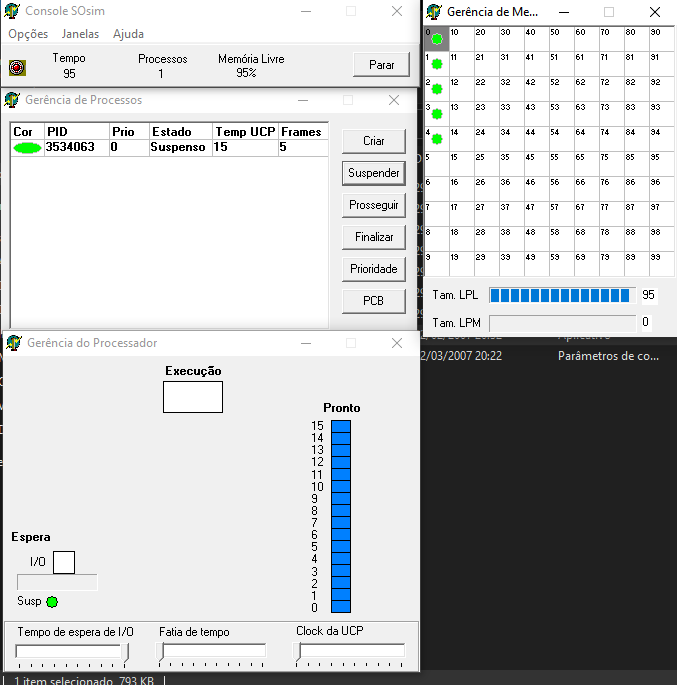 Console SOsim
Opções Janelas Ajuda
Tempo Processos Memória Livre
95 1 95% Parar
Gerência de Processos
Cor PID Prio Estado Temp UCP Frames
3534063 0 Suspenso 15 5
Criar
Suspender
Prosseguir
Finalizar
Prioridade
PCB
Gerência de Me...
0 10 20 30 40 50 60 70 80 90
1 11 21 31 41 51 61 71 81 91
2 12 22 32 42 52 62 72 82 92
3 13 23 33 43 53 63 73 83 93
4 14 24 34 44 54 64 74 84 94
5 15 25 35 45 55 65 75 85 95
6 16 26 36 46 56 66 76 86 96
7 17 27 37 47 57 67 77 87 97
8 18 28 38 48 58 68 78 88 98
9 19 29 39 49 59 69 79 89 99
Tam. LPL 95
Tam. LPM 0
2/03/2007 20:22 Parâmetros de co...
Gerência do Processador
Execução
Pronto
15
14
13
12
11
10
9
8
7
6
5
4
3
2
1
0
Espera
I/O
Susp
Tempo de espera de I/O Fatia de tempo Clock da UCP
1 item selecionado 793 KB